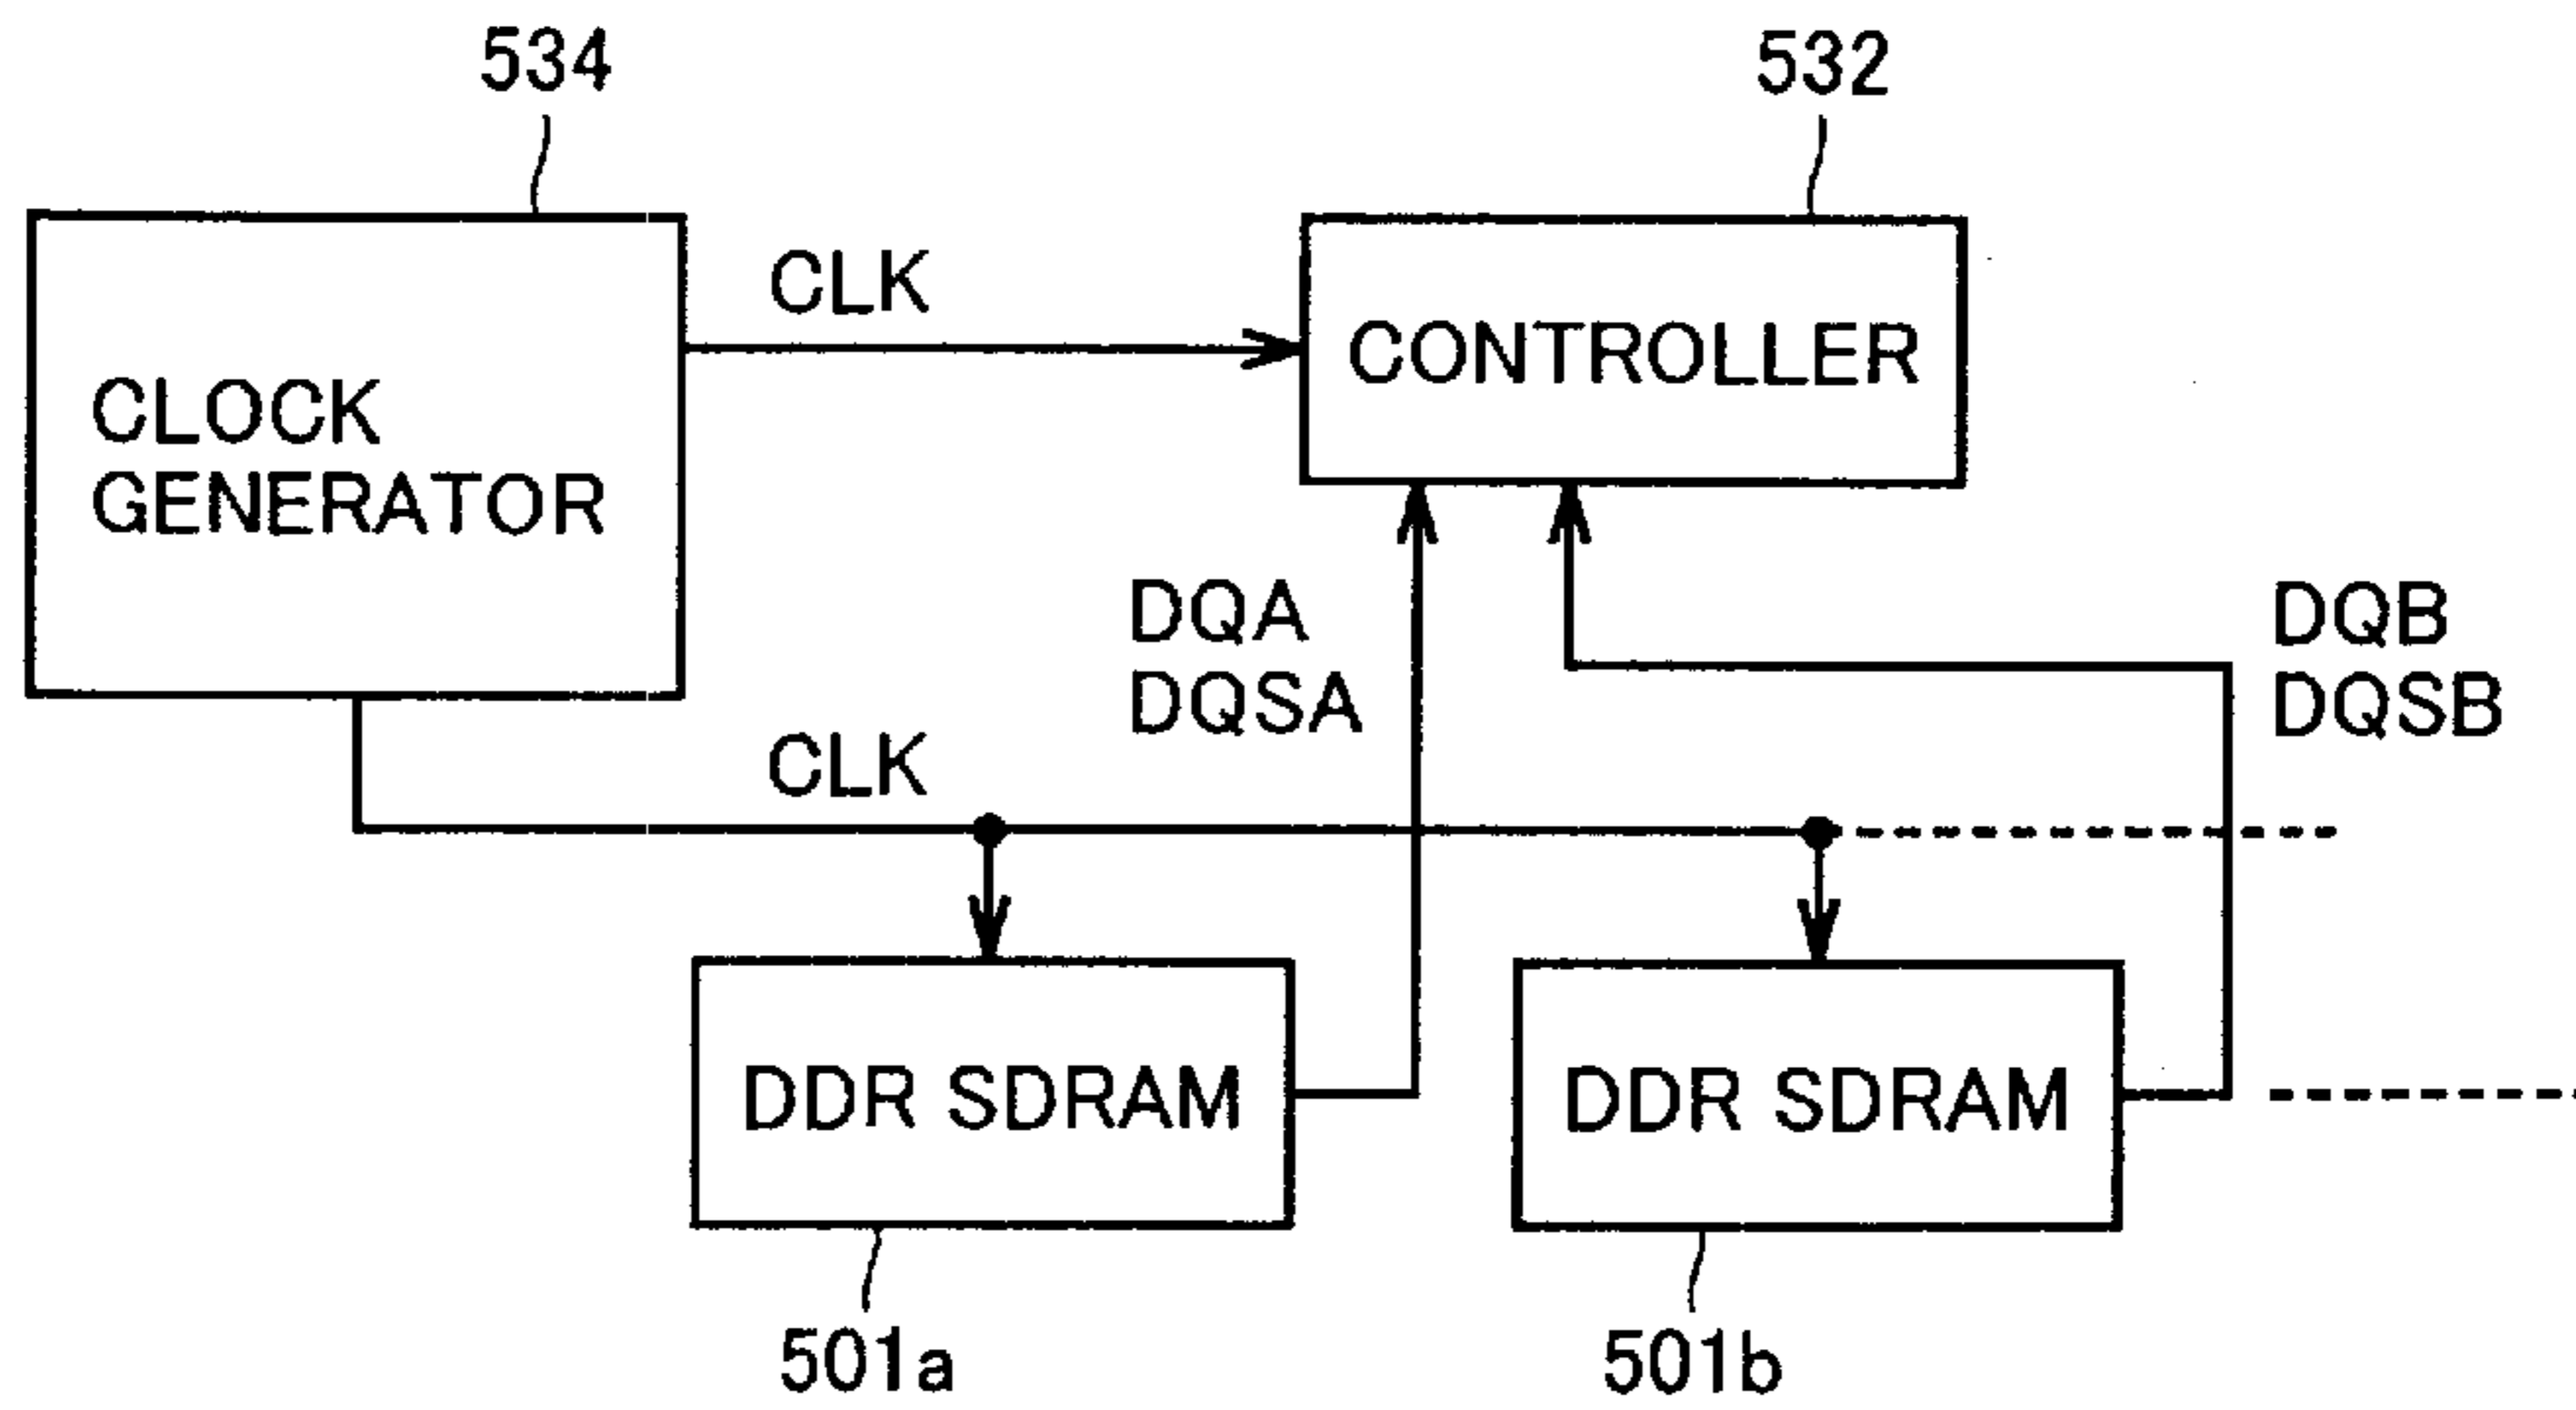 534
532
CLK
CLOCK
GENERATOR
CONTROLLER
DQA
DQSA
DQB
DQSB
CLK
DDR SDRAM
DDR SDRAM
501a
501b